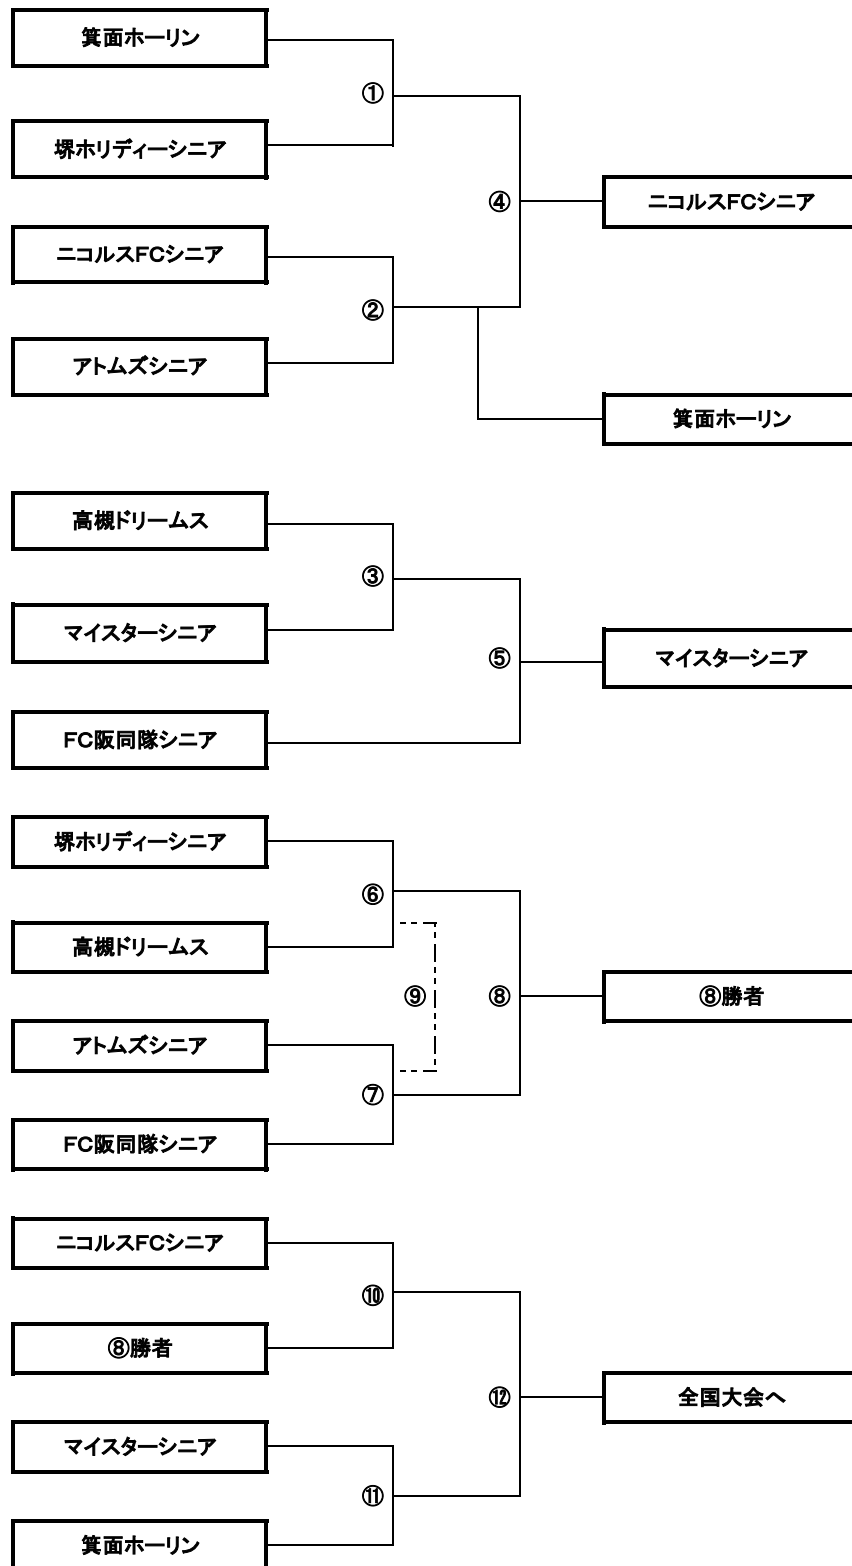 箕面ホーリン
①
堺ホリディーシニア
④
ニコルスFCシニア
ニコルスFCシニア
②
アトムズシニア
箕面ホーリン
高槻ドリームス
③
マイスターシニア
⑤
マイスターシニア
FC阪同隊シニア
堺ホリディーシニア
⑥
高槻ドリームス
⑨
⑧
⑧勝者
アトムズシニア
⑦
FC阪同隊シニア
ニコルスFCシニア
⑩
⑧勝者
⑫
全国大会へ
マイスターシニア
⑪
箕面ホーリン